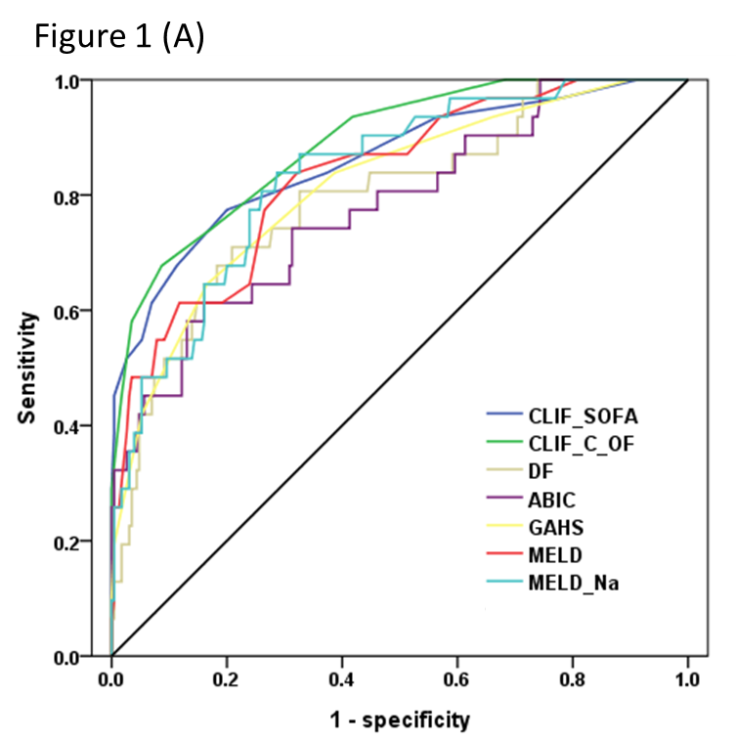 Figure 1 (A)
1.0
0.8
0.6
0.4
0.2
0.0
Sensitivity
CLIF_SOFA
CLIF_C_OF
DF
ABIC
GAHS
MELD
MELD_Na
0.0 0.2 0.4 0.6 0.8 1.0
1 - specificity